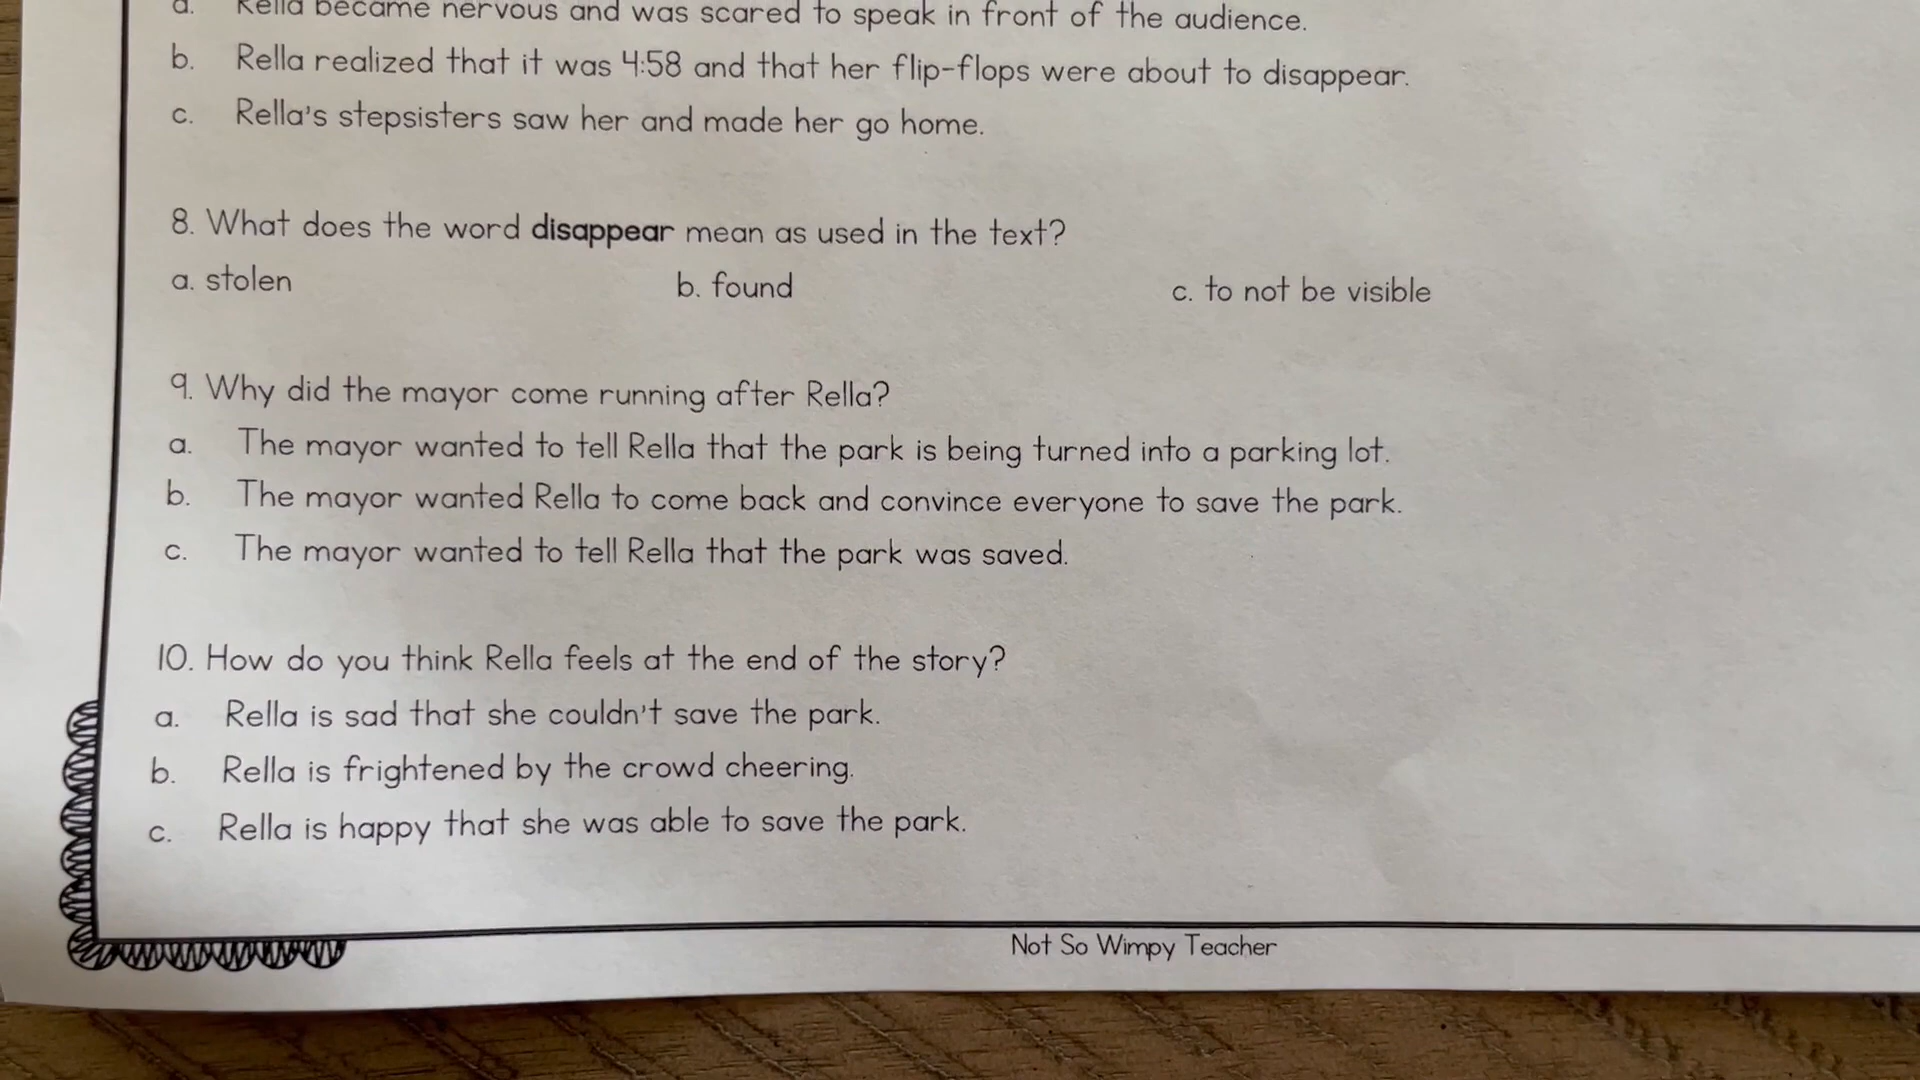 a. Rella became nervous and was scared to speak in front of the audience.
b. Rella realized that it was 4:58 and that her flip-flops were about to disappear.
c. Rella's stepsisters saw her and made her go home.
8. What does the word disappear mean as used in the text?
a. stolen b. found c. to not be visible
9. Why did the mayor come running after Rella?
a. The mayor wanted to tell Rella that the park is being turned into a parking lot.
b. The mayor wanted Rella to come back and convince everyone to save the park.
c. The mayor wanted to tell Rella that the park was saved.
10. How do you think Rella feels at the end of the story?
a. Rella is sad that she couldn't save the park.
b. Rella is frightened by the crowd cheering.
c. Rella is happy that she was able to save the park.
Not So Wimpy Teacher